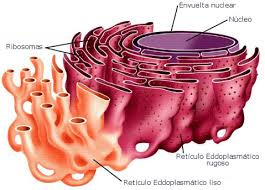 Envuelta nuclear
Núcleo
Ribosomas
Retículo Eddoplasmático
rugoso
Retículo Eddoplasmático liso